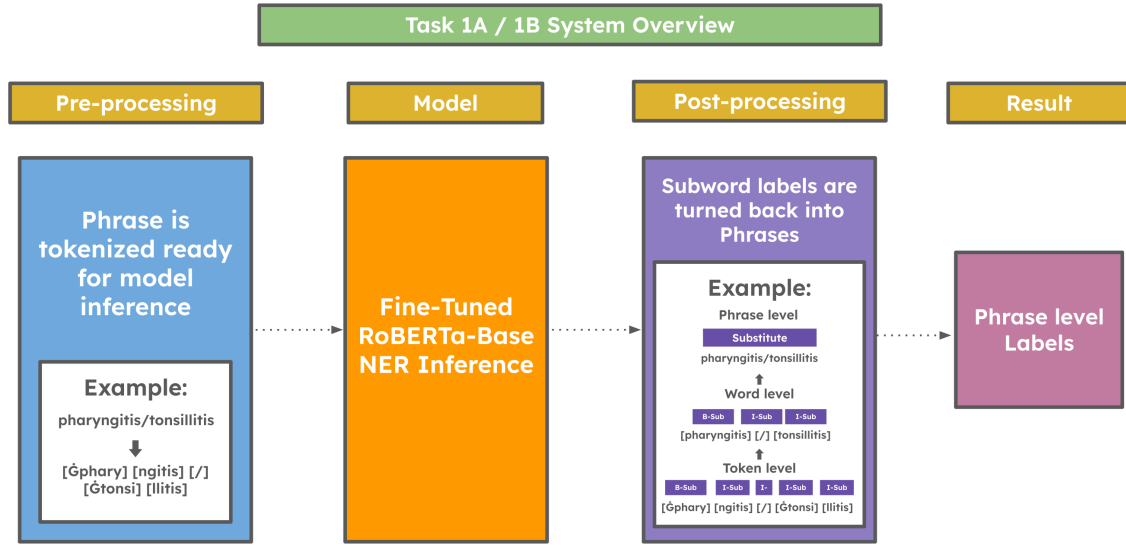 Task 1A / 1B System Overview
Pre-processing
Model
Post-processing
Result
Phrase is
tokenized ready
for model
inference
Example:
pharyngitis/tonsillitis
[Ġphary] [ngitis] [/]
[Ġtonsi] [llitis]
Fine-Tuned
RoBERTa-Base
NER Inference
Subword labels are
turned back into
Phrases
Example:
Phrase level
Substitute
pharyngitis/tonsillitis
Word level
B-Sub I-Sub I-Sub
[pharyngitis] [/] [tonsillitis]
Token level
B-Sub I-Sub I- I-Sub I-Sub
[Ġphary] [ngitis] [/] [Ġtonsi] [llitis]
Phrase level
Labels